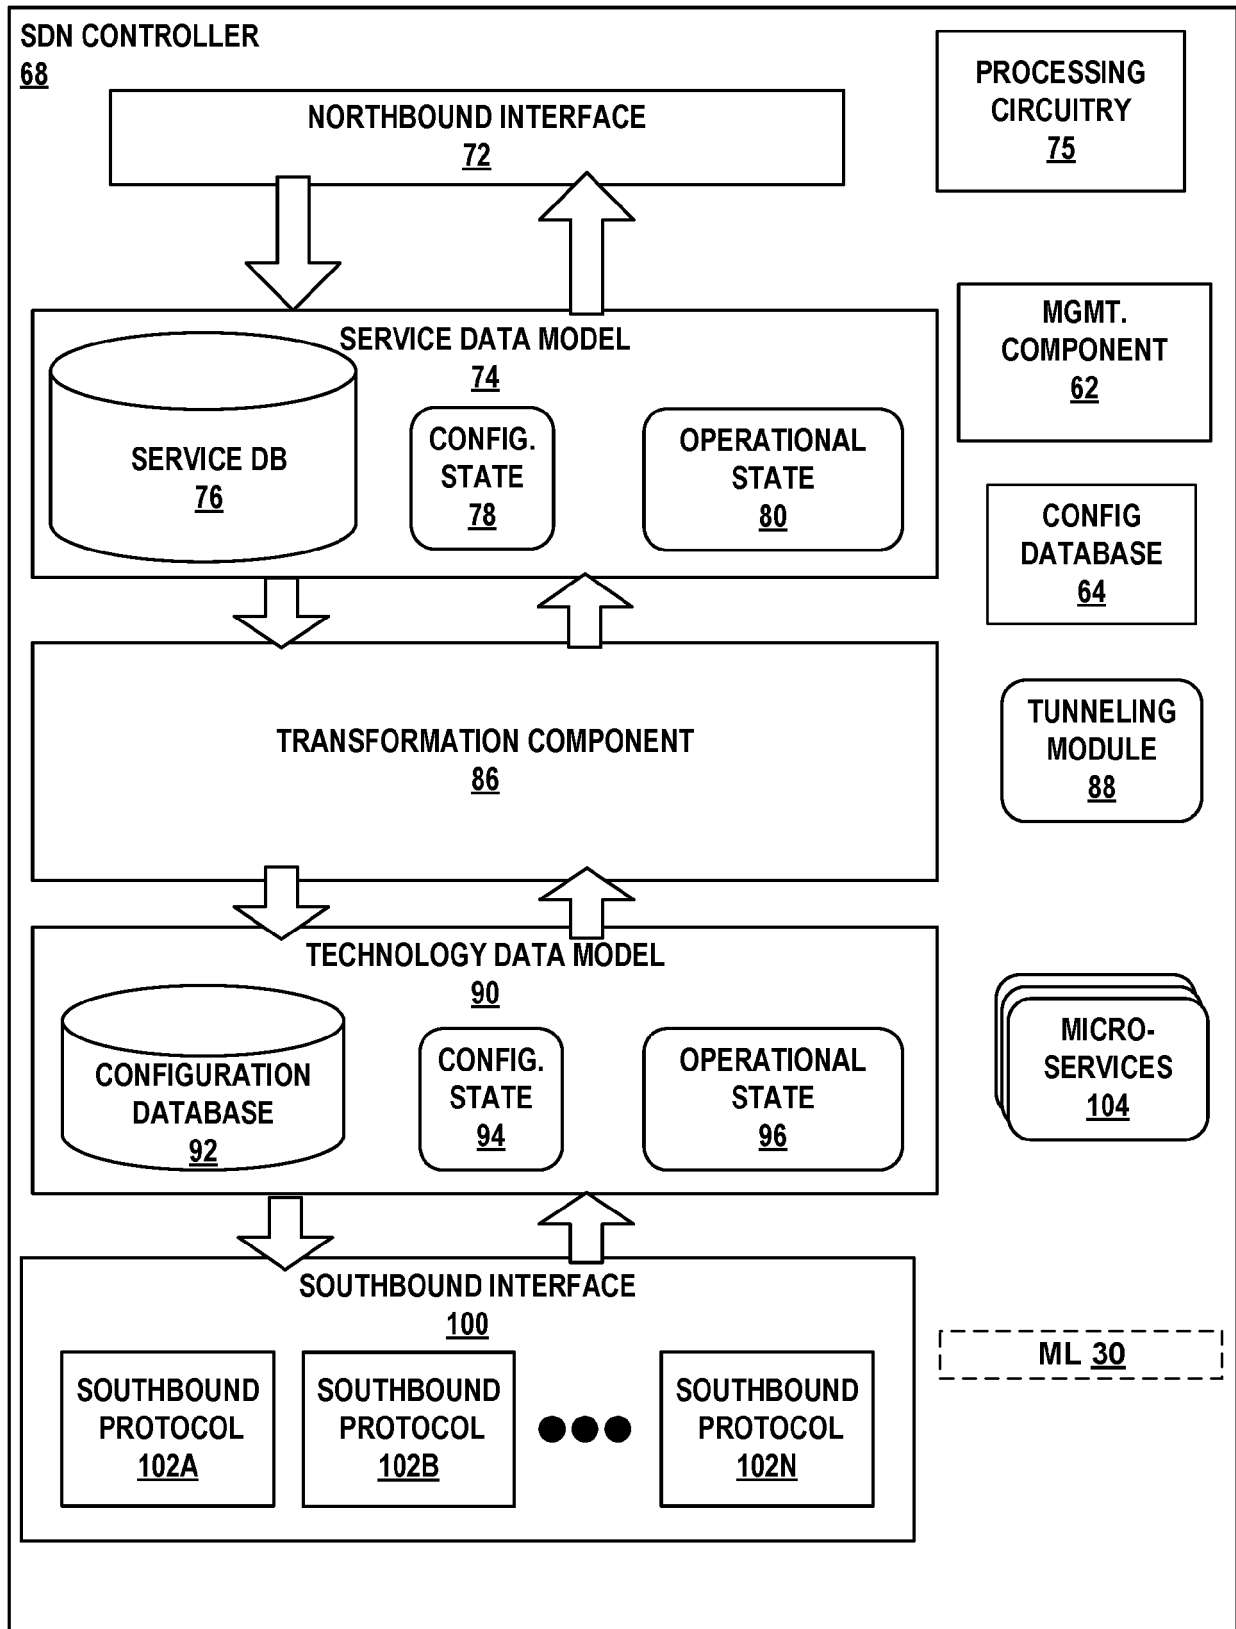 SDN CONTROLLER
68
NORTHBOUND INTERFACE
72
PROCESSING
CIRCUITRY
75
SERVICE DATA MODEL
74
SERVICE DB
76
CONFIG.
STATE
78
OPERATIONAL
STATE
80
MGMT.
COMPONENT
62
CONFIG
DATABASE
64
TRANSFORMATION COMPONENT
86
TUNNELING
MODULE
88
TECHNOLOGY DATA MODEL
90
CONFIGURATION
DATABASE
92
CONFIG.
STATE
94
OPERATIONAL
STATE
96
MICRO-
SERVICES
104
SOUTHBOUND INTERFACE
100
SOUTHBOUND
PROTOCOL
102A
SOUTHBOUND
PROTOCOL
102B
SOUTHBOUND
PROTOCOL
102N
ML 30